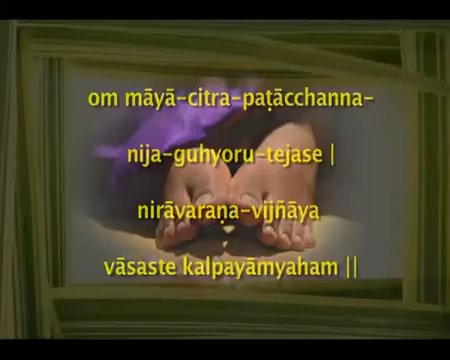 om māyā-citra-paṭācchanna-
nija-guhyoru-tejase |
nirāvaraṇa-vijñāya
vāsaste kalpayāmyaham ||